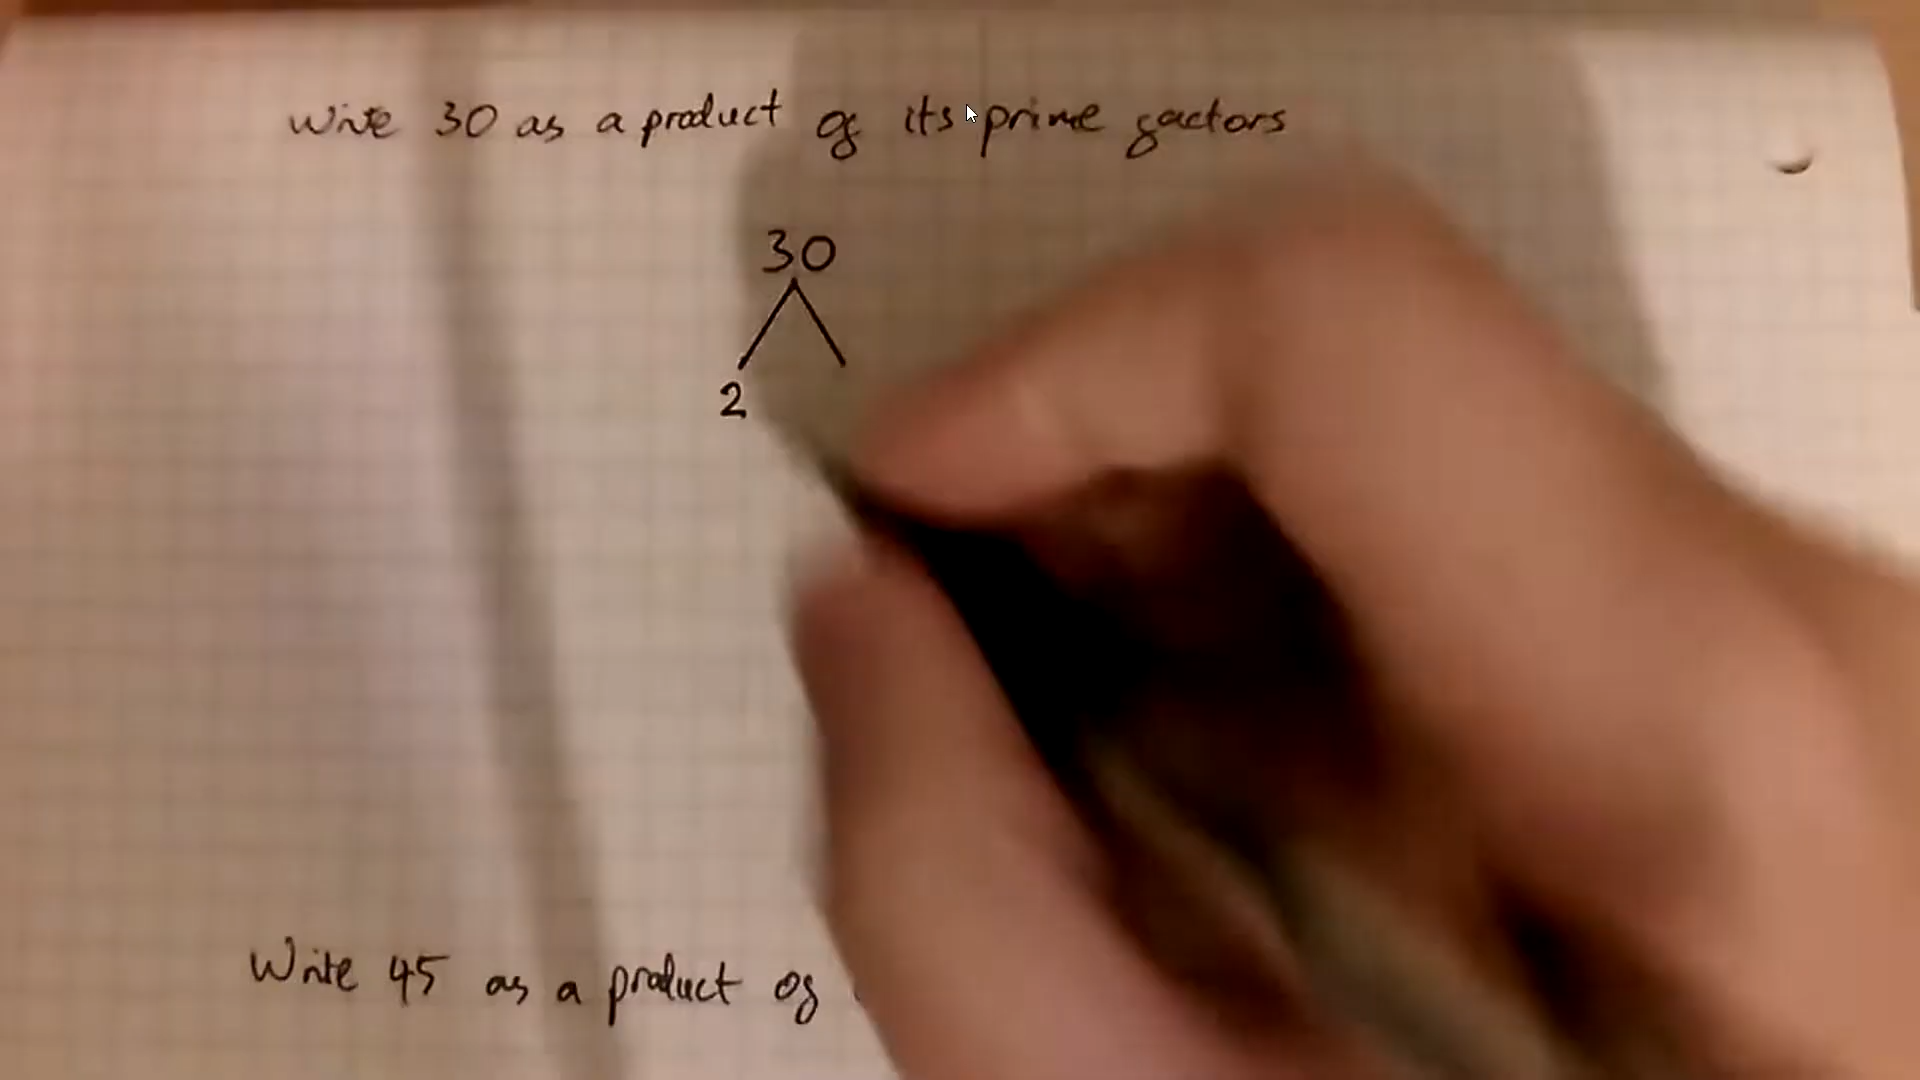 Write 30 as a product of its prime factors
30
2
Write 45 as a product of